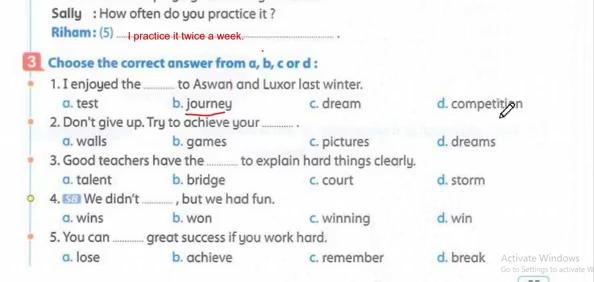 Sally : How often do you practice it ?
Riham: (5) I practice it twice a week. .
3 Choose the correct answer from a, b, c or d :
1. I enjoyed the ............ to Aswan and Luxor last winter.
a. test b. journey c. dream d. competition
2. Don't give up. Try to achieve your ............ .
a. walls b. games c. pictures d. dreams
3. Good teachers have the ............ to explain hard things clearly.
a. talent b. bridge c. court d. storm
4. SB We didn't ............ , but we had fun.
a. wins b. won c. winning d. win
5. You can ............ great success if you work hard.
a. lose b. achieve c. remember d. break
Activate Windows
Go to Settings to activate W